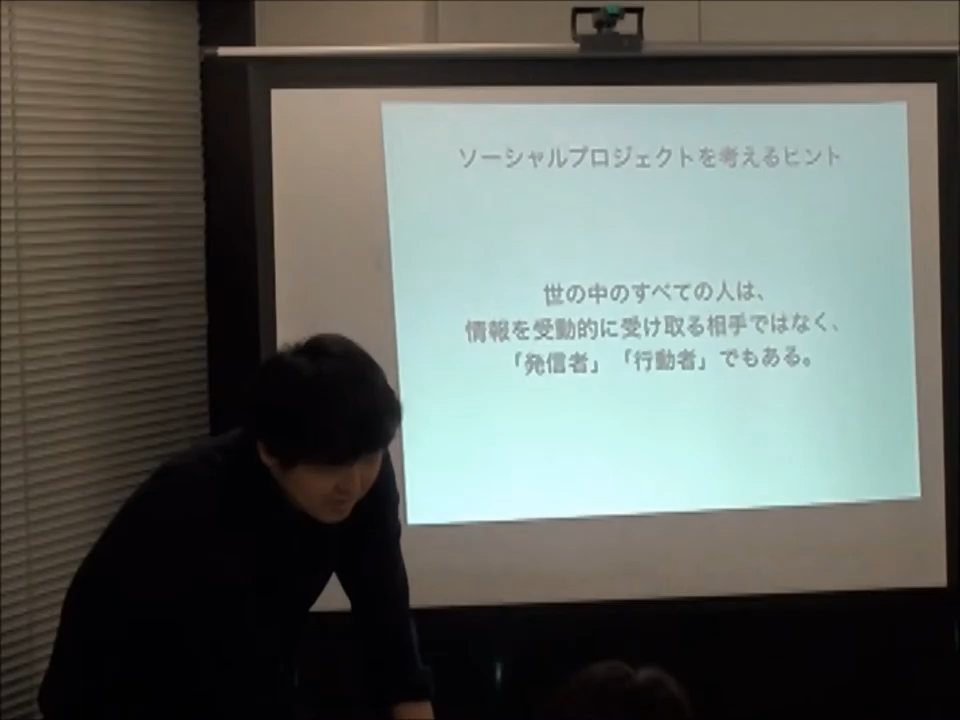 ソーシャルプロジェクトを考えるヒント
世の中のすべての人は、
情報を受動的に受け取る相手ではなく、
「発信者」「行動者」でもある。